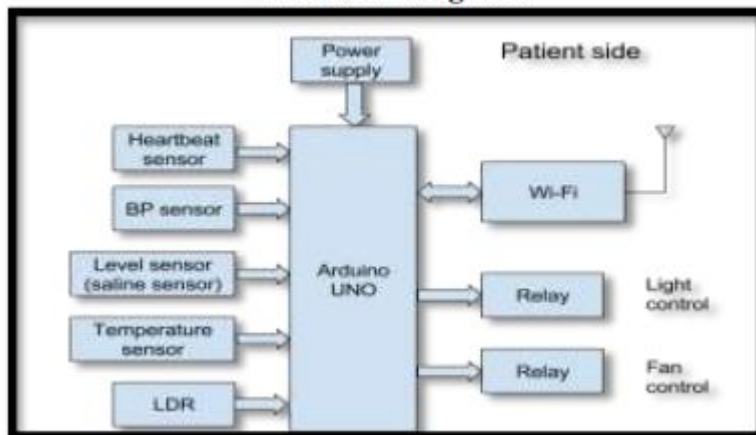 Power
supply
Patient side
Heartbeat
sensor
BP sensor
Level sensor
(saline sensor)
Temperature
sensor
LDR
Arduino
UNO
Wi-Fi
Relay
Light
control
Relay
Fan
control